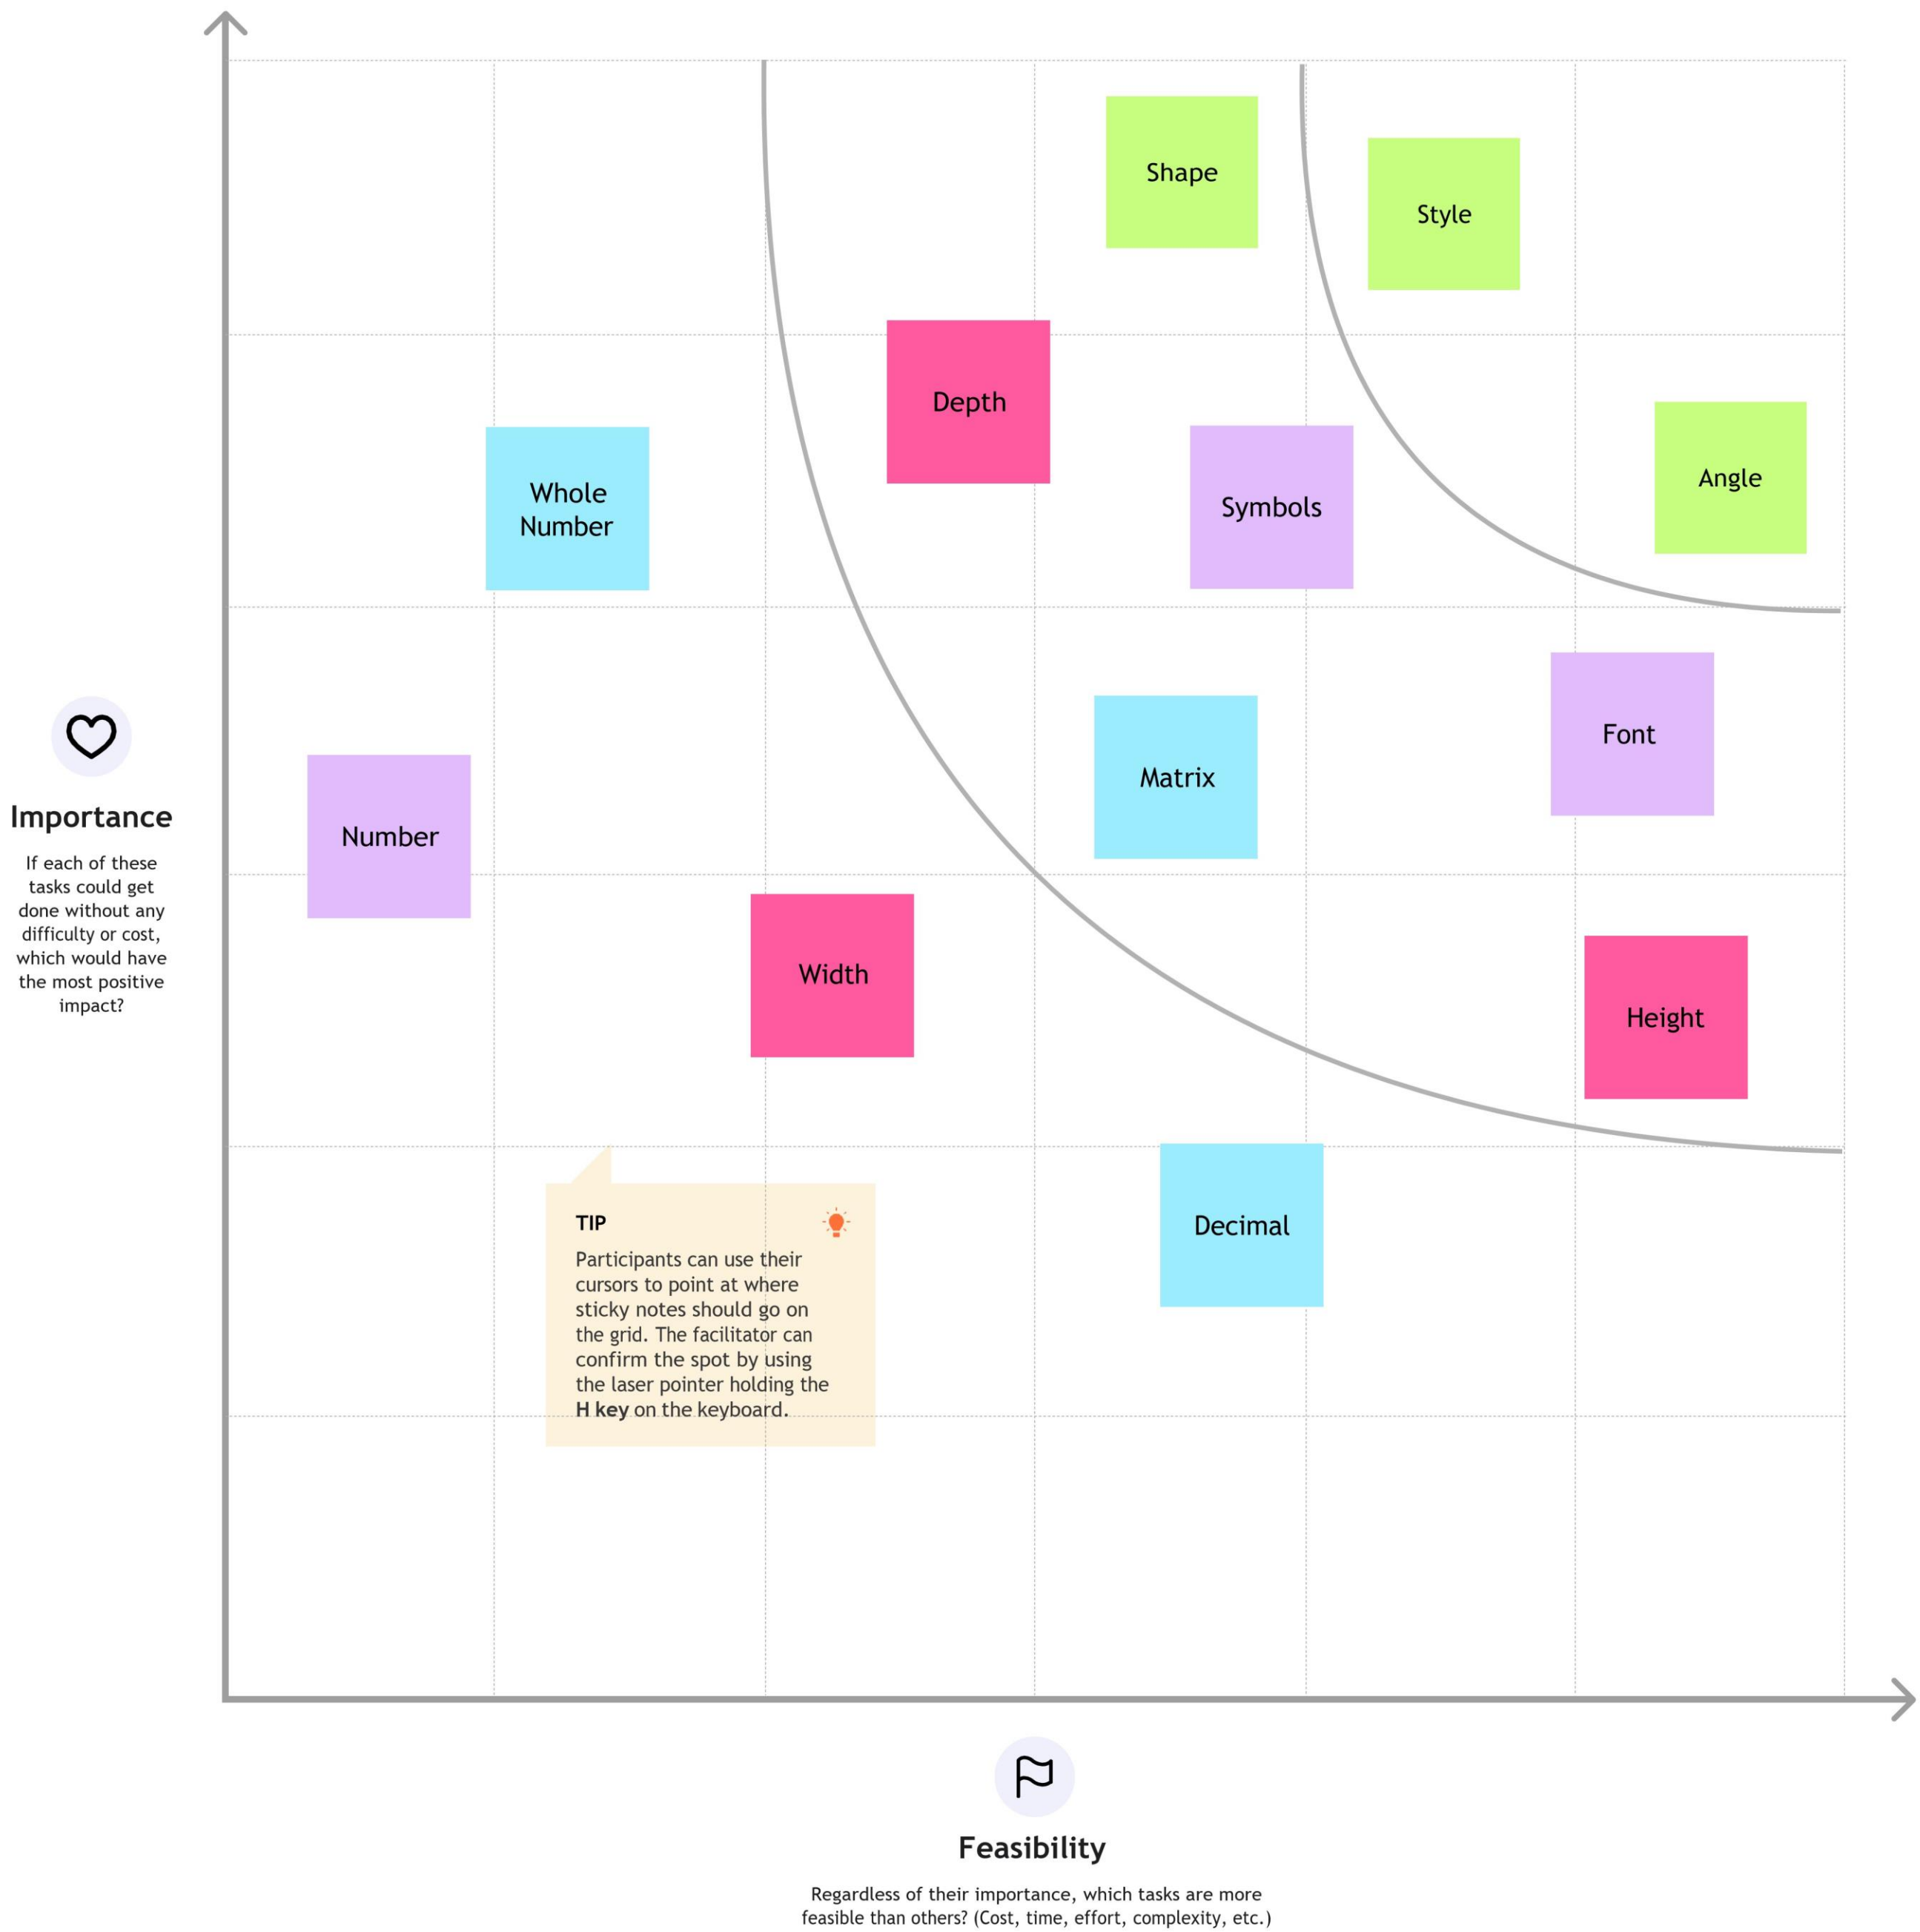 Shape
Style
Depth
Angle
Whole
Number
Symbols
Font
Matrix
Number
Importance
If each of these
tasks could get
done without any
difficulty or cost,
which would have
the most positive
impact?
Width
Height
Decimal
TIP
Participants can use their
cursors to point at where
sticky notes should go on
the grid. The facilitator can
confirm the spot by using
the laser pointer holding the
H key on the keyboard.
Feasibility
Regardless of their importance, which tasks are more
feasible than others? (Cost, time, effort, complexity, etc.)